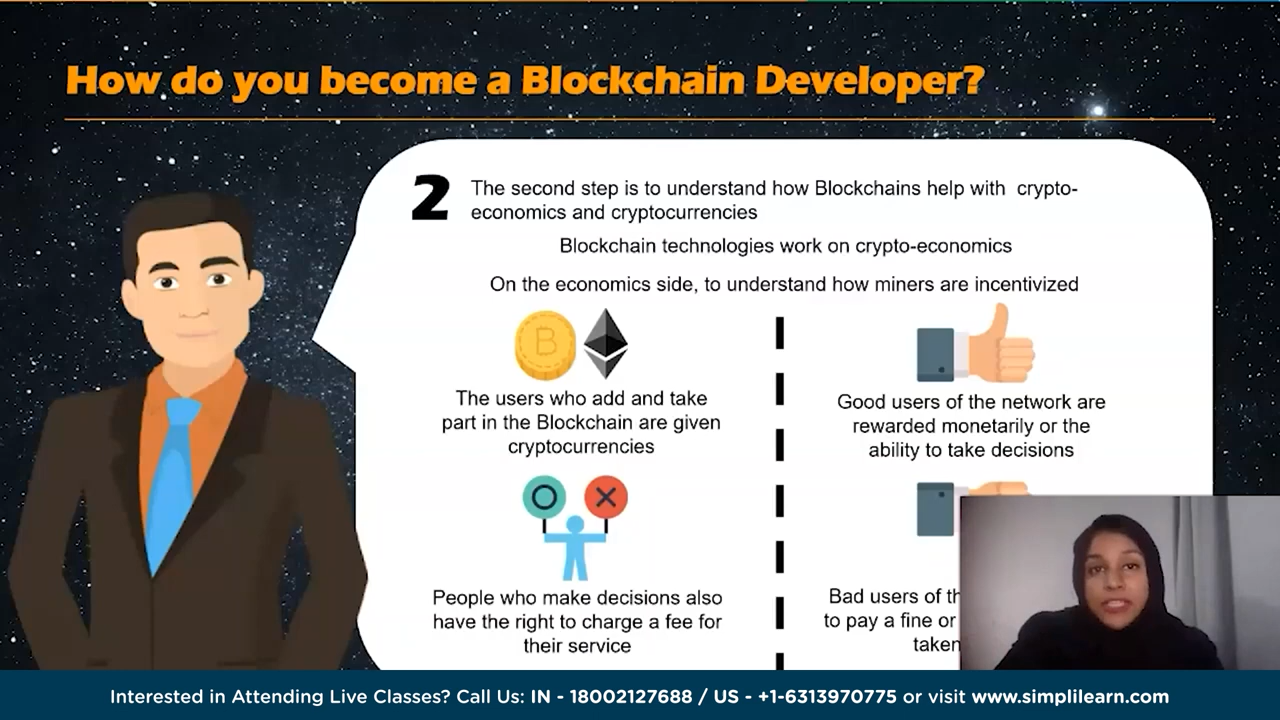 How do you become a Blockchain Developer?
2
The second step is to understand how Blockchains help with crypto-
economics and cryptocurrencies
Blockchain technologies work on crypto-economics
On the economics side, to understand how miners are incentivized
B
The users who add and take
part in the Blockchain are given
cryptocurrencies
Good users of the network are
rewarded monetarily or the
ability to take decisions
People who make decisions also
have the right to charge a fee for
their service
Bad users of th
to pay a fine or
taken
Interested in Attending Live Classes? Call Us: IN - 18002127688 / US - +1-6313970775 or visit www.simplilearn.com